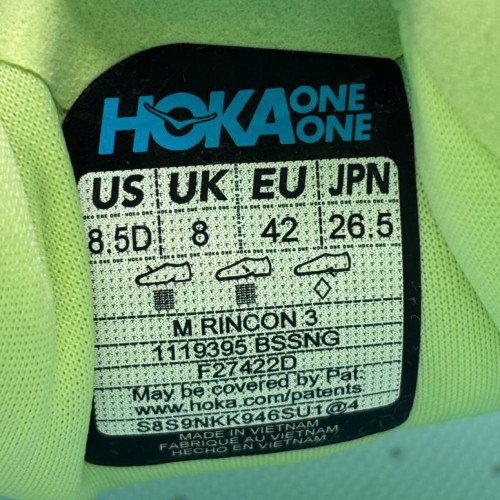 HOKA ONE ONE
US UK EU JPN
8.5D 8 42 26.5
M RINCON 3
1119395 BSSNG
F27422D
May be covered by Pat.
www.hoka.com/patents
S8S9NKK946SU1@4
MADE IN VIETNAM
FABRIQUÉ AU VIETNAM
HECHO EN VIETNAM